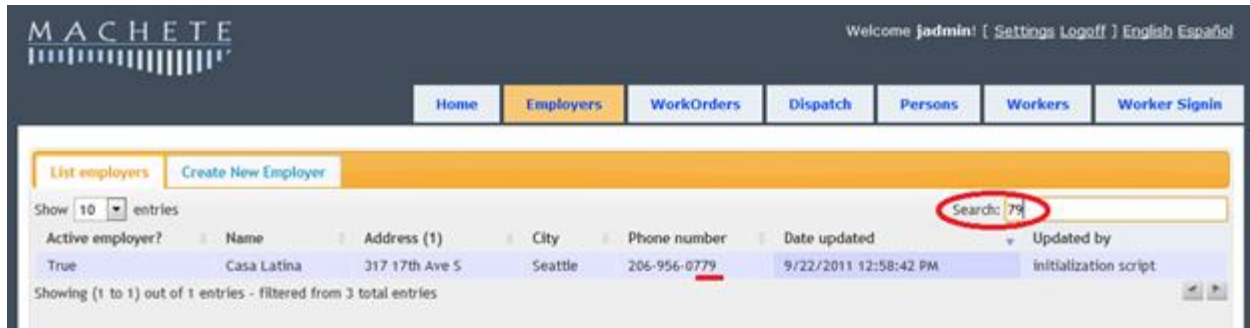 MACHETE
Welcome jadmin! [ Settings Logoff ] English Español
Home Employers WorkOrders Dispatch Persons Workers Worker Signin
List employers Create New Employer
Show 10 entries Search: 79
Active employer? Name Address (1) City Phone number Date updated Updated by
True Casa Latina 317 17th Ave S Seattle 206-956-0779 9/22/2011 12:58:42 PM initialization script
Showing (1 to 1) out of 1 entries - filtered from 3 total entries